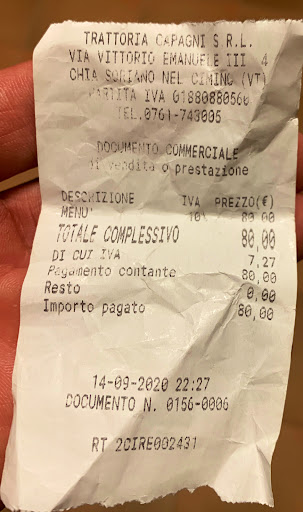 TRATTORIA CAPAGNI S.R.L.
VIA VITTORIO EMANUELE III 4
CHIA SORIANO NEL CIMINO (VT)
PARTITA IVA 01880880560
TEL.0761-743005
DOCUMENTO COMMERCIALE
di vendita o prestazione
DESCRIZIONE IVA PREZZO(€)
MENU' 10% 80,00
TOTALE COMPLESSIVO 80,00
DI CUI IVA 7,27
Pagamento contante 80,00
Resto 0,00
Importo pagato 80,00
14-09-2020 22:27
DOCUMENTO N. 0156-0006
RT 2CIRE002431